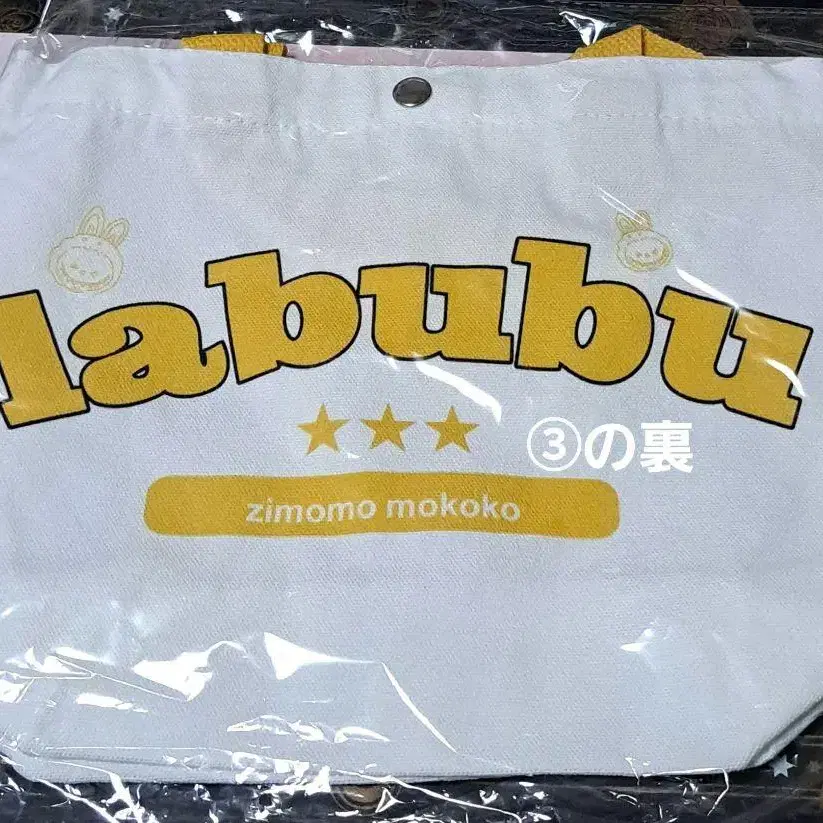 labubu
③の裏
zimomo mokoko